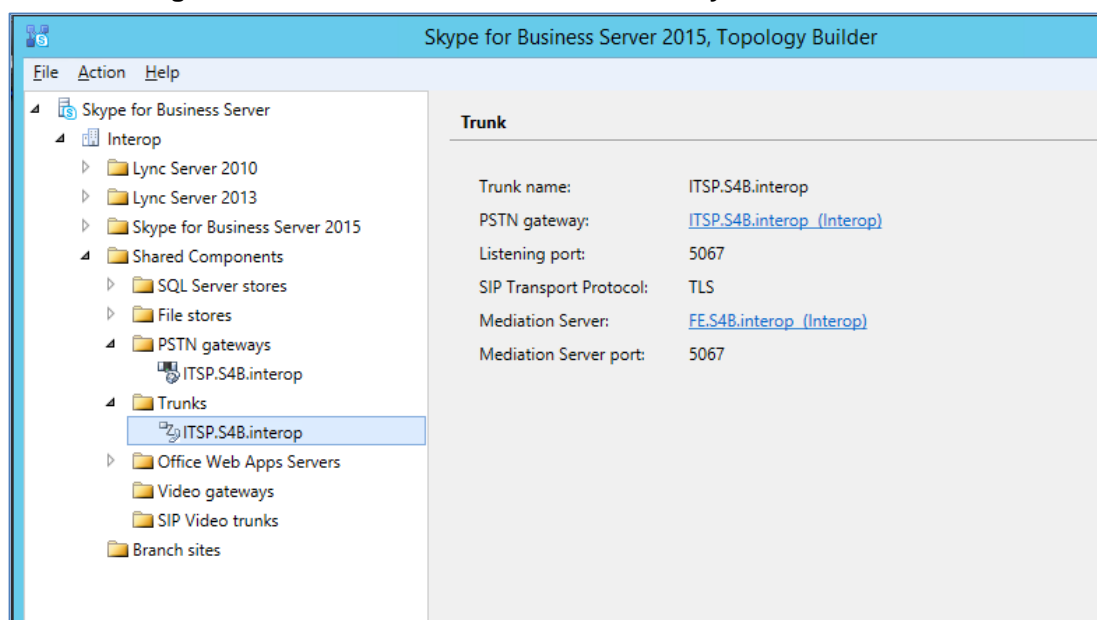 Skype for Business Server 2015, Topology Builder
File Action Help
Skype for Business Server
Interop
Lync Server 2010
Lync Server 2013
Skype for Business Server 2015
Shared Components
SQL Server stores
File stores
PSTN gateways
ITSP.S4B.interop
Trunks
ITSP.S4B.interop
Office Web Apps Servers
Video gateways
SIP Video trunks
Branch sites
Trunk
Trunk name: ITSP.S4B.interop
PSTN gateway: ITSP.S4B.interop (Interop)
Listening port: 5067
SIP Transport Protocol: TLS
Mediation Server: FE.S4B.interop (Interop)
Mediation Server port: 5067